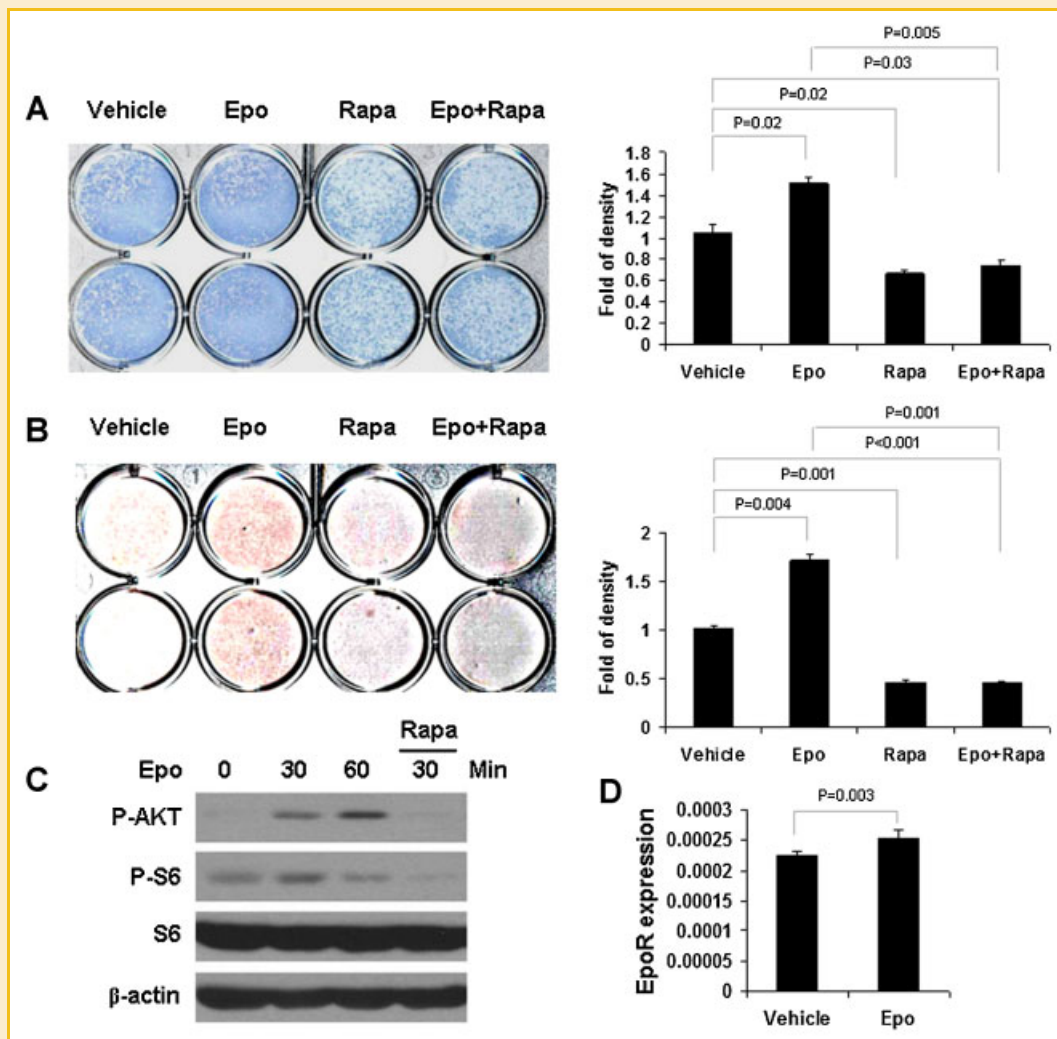 A
Vehicle Epo Rapa Epo+Rapa
P=0.005
P=0.03
P=0.02
P=0.02
Fold of density
1.8
1.6
1.4
1.2
1
0.8
0.6
0.4
0.2
0
Vehicle Epo Rapa Epo+Rapa
B
Vehicle Epo Rapa Epo+Rapa
P=0.001
P<0.001
P=0.001
P=0.004
Fold of density
2
1.5
1
0.5
0
Vehicle Epo Rapa Epo+Rapa
C
Rapa
Epo 0 30 60 30 Min
P-AKT
P-S6
S6
β-actin
D
P=0.003
EpoR expression
0.0003
0.00025
0.0002
0.00015
0.0001
0.00005
0
Vehicle Epo